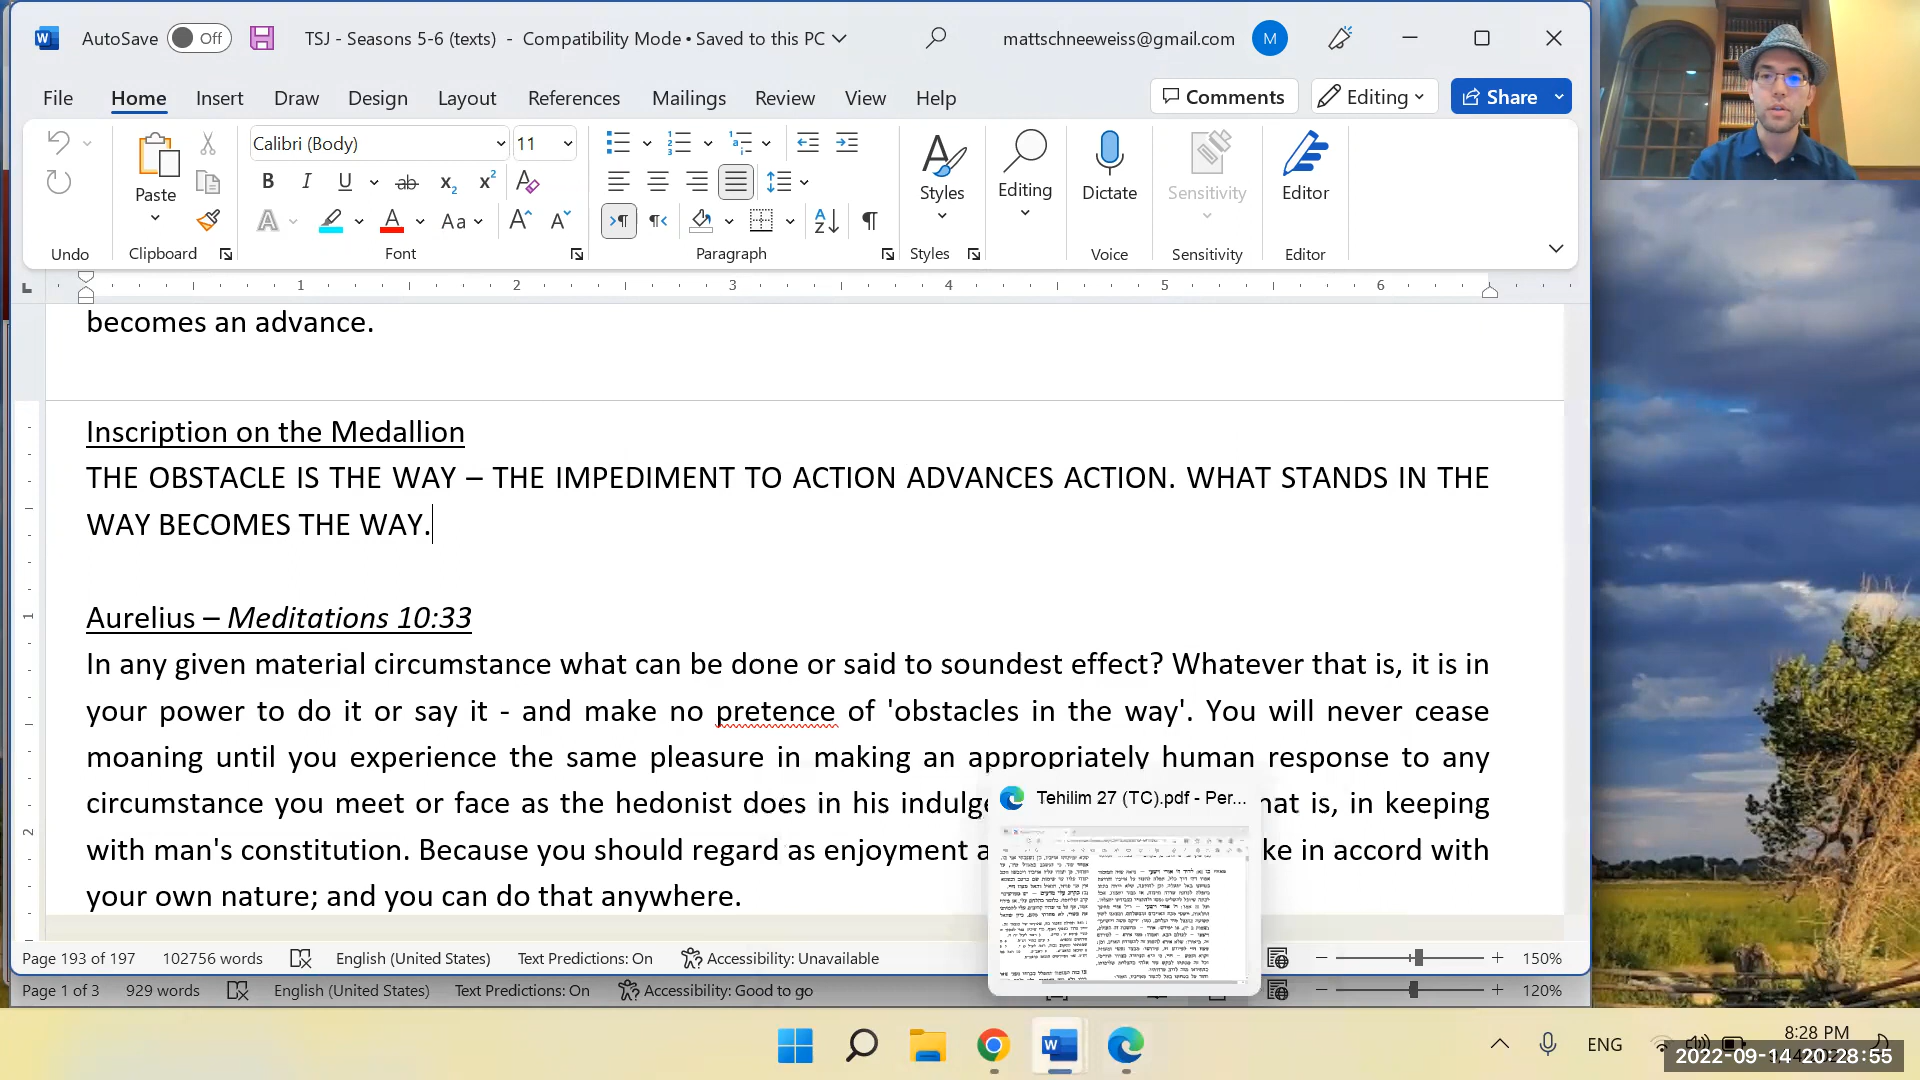 AutoSave Off TSJ - Seasons 5-6 (texts) - Compatibility Mode • Saved to this PC mattschneeweiss@gmail.com M
File Home Insert Draw Design Layout References Mailings Review View Help Comments Editing Share
Calibri (Body) 11
Paste Styles Editing Dictate Sensitivity Editor
Undo Clipboard Font Paragraph Styles Voice Sensitivity Editor
1 2 3 4 5 6
becomes an advance.
Inscription on the Medallion
THE OBSTACLE IS THE WAY – THE IMPEDIMENT TO ACTION ADVANCES ACTION. WHAT STANDS IN THE
WAY BECOMES THE WAY.
Aurelius – Meditations 10:33
In any given material circumstance what can be done or said to soundest effect? Whatever that is, it is in
your power to do it or say it - and make no pretence of 'obstacles in the way'. You will never cease
moaning until you experience the same pleasure in making an appropriately human response to any
circumstance you meet or face as the hedonist does in his
in keeping
with man's constitution. Because you should regard as enjoyment
in accord with
your own nature; and you can do that anywhere.
Tehilim 27 (TC).pdf - Per...
Page 193 of 197 102756 words English (United States) Text Predictions: On Accessibility: Unavailable 150%
Page 1 of 3 929 words English (United States) Text Predictions: On Accessibility: Good to go 120%
ENG 8:28 PM
2022-09-14 20:28:55